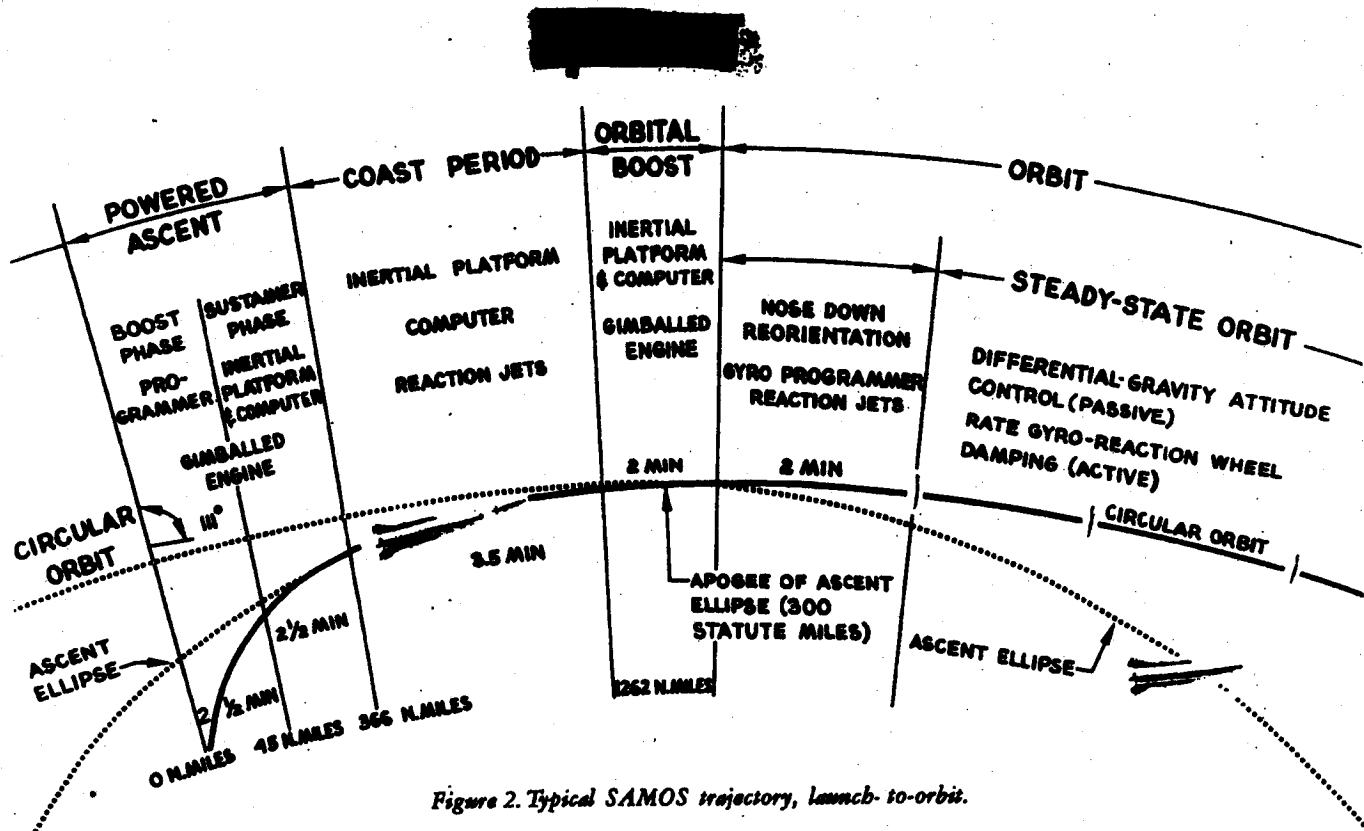 ORBITAL
BOOST
COAST PERIOD
ORBIT
POWERED
ASCENT
INERTIAL
PLATFORM
& COMPUTER
GIMBALLED
ENGINE
INERTIAL PLATFORM
COMPUTER
REACTION JETS
STEADY-STATE ORBIT
NOSE DOWN
REORIENTATION
GYRO PROGRAMMER
REACTION JETS
BOOST
PHASE
PRO-
GRAMMER
SUSTAINER
PHASE
INERTIAL
PLATFORM
& COMPUTER
GIMBALLED
ENGINE
DIFFERENTIAL-GRAVITY ATTITUDE
CONTROL (PASSIVE)
RATE GYRO-REACTION WHEEL
DAMPING (ACTIVE)
2 MIN
2 MIN
CIRCULAR
ORBIT
111°
CIRCULAR ORBIT
3.5 MIN
APOGEE OF ASCENT
ELLIPSE (300
STATUTE MILES)
ASCENT ELLIPSE
2½ MIN
ASCENT
ELLIPSE
2 ½ MIN
1262 N.MILES
0 N.MILES
45 N.MILES
366 N.MILES
Figure 2. Typical SAMOS trajectory, launch- to-orbit.